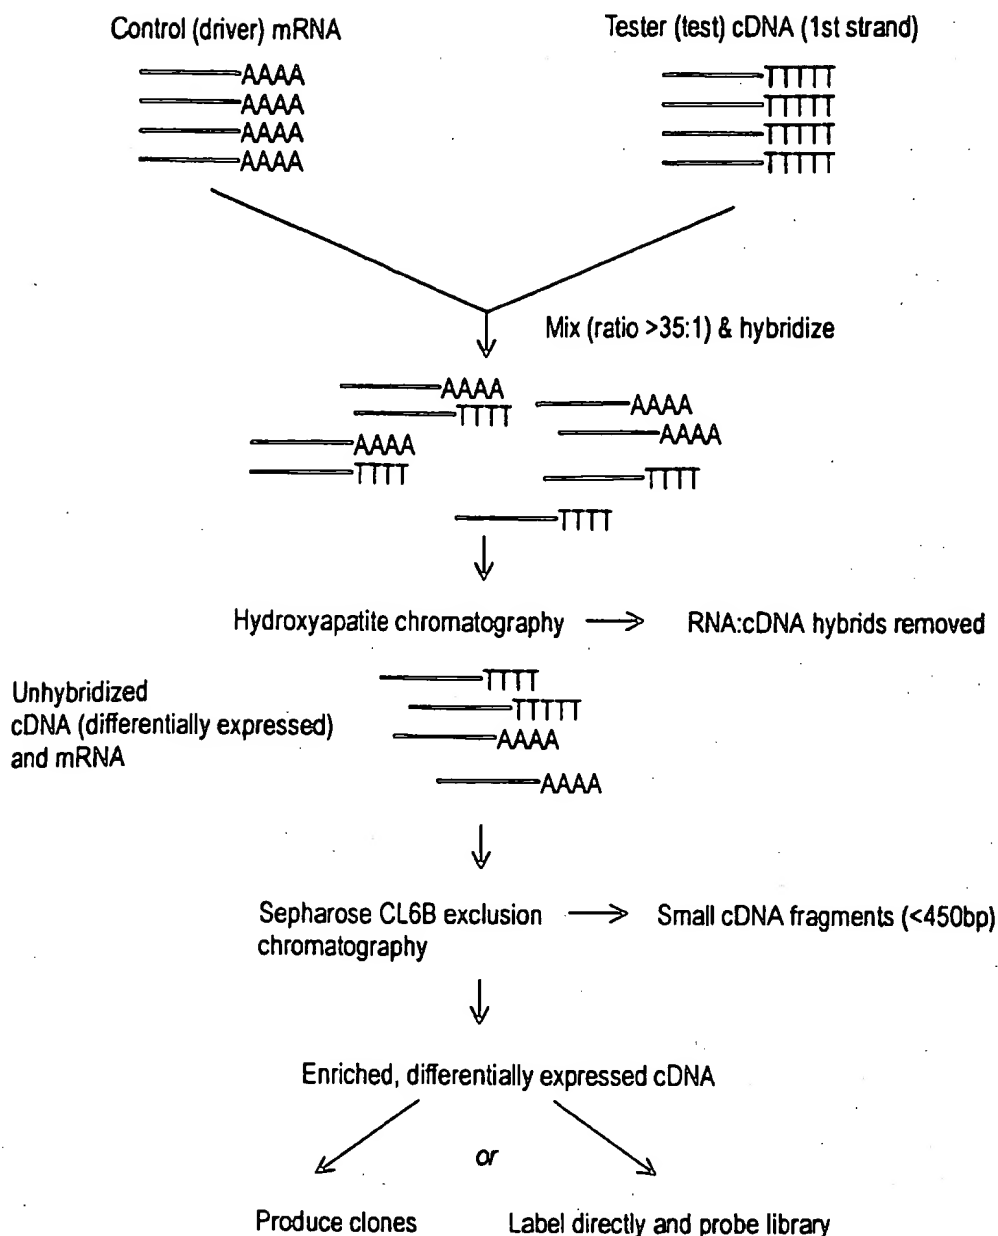 Control (driver) mRNA
Tester (test) cDNA (1st strand)
AAAA
TTTTT
AAAA
TTTTT
AAAA
TTTTT
AAAA
TTTTT
Mix (ratio >35:1) & hybridize
AAAA
TTTT
AAAA
AAAA
AAAA
TTTT
TTTT
TTTT
Hydroxyapatite chromatography
RNA:cDNA hybrids removed
Unhybridized
cDNA (differentially expressed)
and mRNA
TTTT
TTTTT
AAAA
AAAA
Sepharose CL6B exclusion
chromatography
Small cDNA fragments (<450bp)
Enriched, differentially expressed cDNA
or
Produce clones
Label directly and probe library